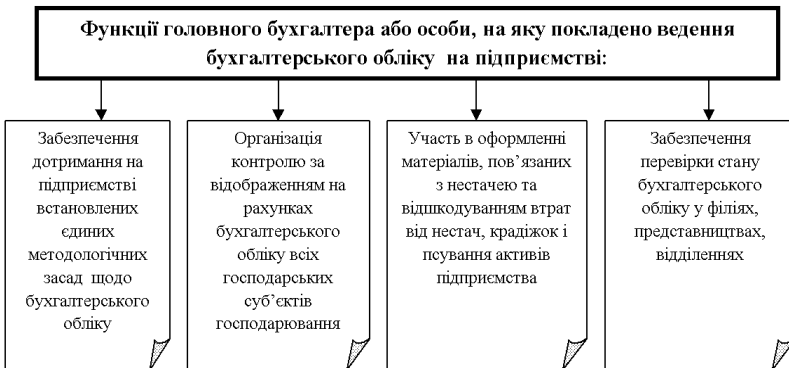 Функції головного бухгалтера або особи, на яку покладено ведення
бухгалтерського обліку на підприємстві:
Забезпечення
дотримання на
підприємстві
встановлених
єдиних
методологічних
засад щодо
бухгалтерського
обліку
Організація
контролю за
відображенням на
рахунках
бухгалтерського
обліку всіх
господарських
суб’єктів
господарювання
Участь в оформленні
матеріалів, пов’язаних
з нестачею та
відшкодуванням втрат
від нестач, крадіжок і
псування активів
підприємства
Забезпечення
перевірки стану
бухгалтерського
обліку у філіях,
представництвах,
відділеннях